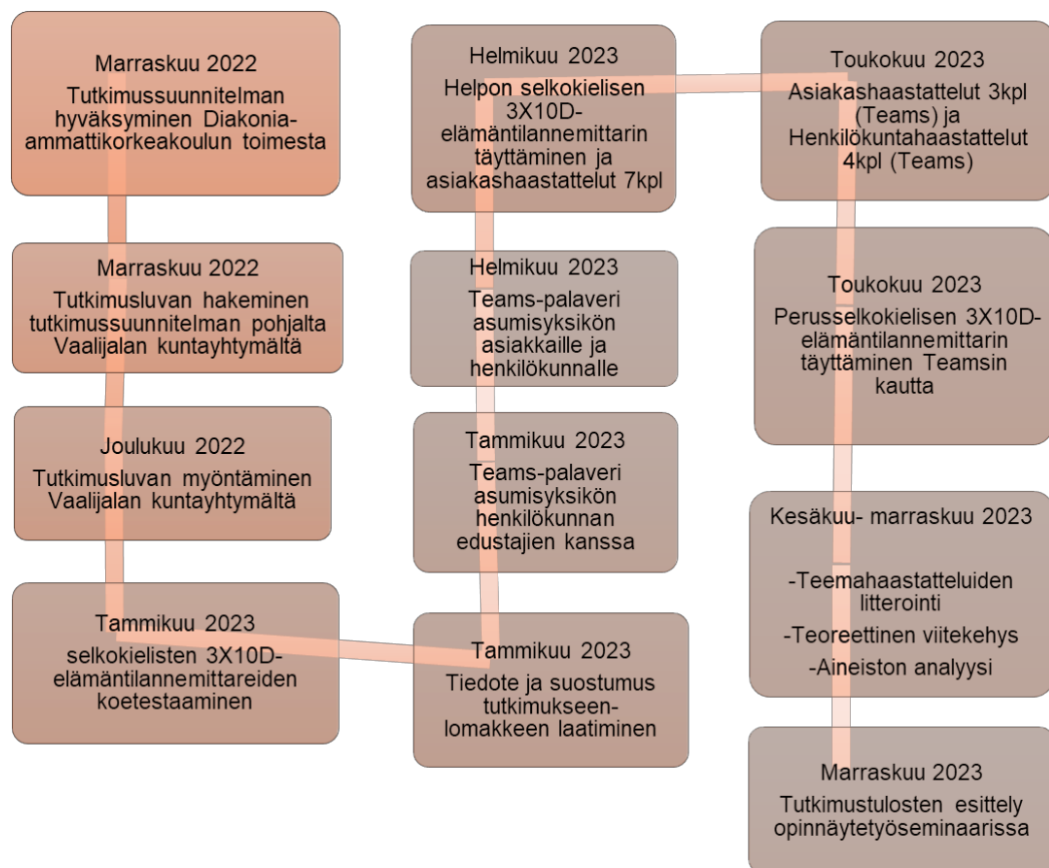 Marraskuu 2022
Tutkimussuunnitelman
hyväksyminen Diakonia-
ammattikorkeakoulun toimesta
Marraskuu 2022
Tutkimusluvan hakeminen
tutkimussuunnitelman pohjalta
Vaalijalan kuntayhtymältä
Joulukuu 2022
Tutkimusluvan myöntäminen
Vaalijalan kuntayhtymältä
Tammikuu 2023
selkokielisten 3X10D-
elämäntilannemittareiden
koetestaaminen
Tammikuu 2023
Tiedote ja suostumus
tutkimukseen-
lomakkeen laatiminen
Tammikuu 2023
Teams-palaveri
asumisyksikön
henkilökunnan
edustajien kanssa
Helmikuu 2023
Teams-palaveri
asumisyksikön
asiakkaille ja
henkilökunnalle
Helmikuu 2023
Helpon selkokielisen
3X10D-
elämäntilannemittarin
täyttäminen ja
asiakashaastattelut 7kpl
Toukokuu 2023
Asiakashaastattelut 3kpl
(Teams) ja
Henkilökuntahaastattelut
4kpl (Teams)
Toukokuu 2023
Perusselkokielisen 3X10D-
elämäntilannemittarin
täyttäminen Teamsin
kautta
Kesäkuu- marraskuu 2023
-Teemahaastatteluiden
litterointi
-Teoreettinen viitekehys
-Aineiston analyysi
Marraskuu 2023
Tutkimustulosten esittely
opinnäytetyöseminaarissa